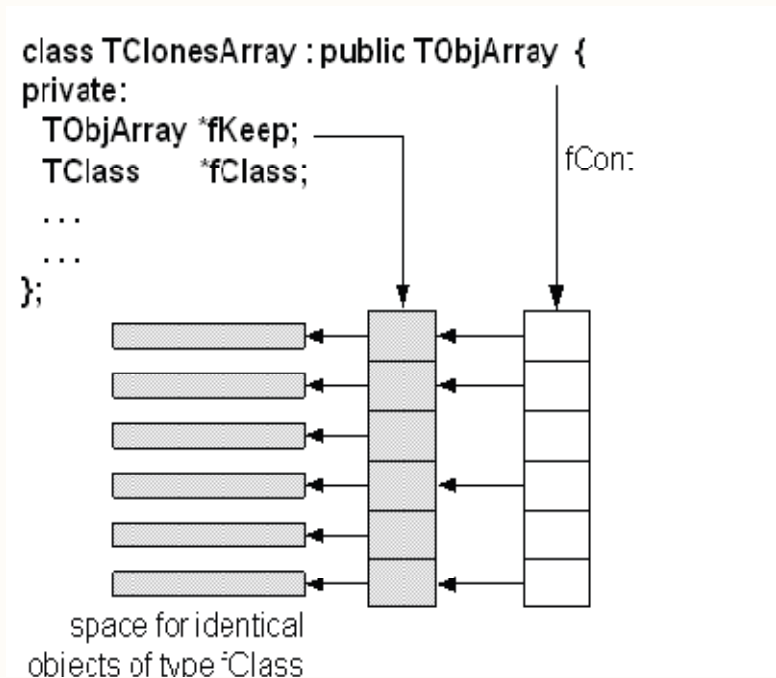 class TClonesArray : public TObjArray {
private:
TObjArray *fKeep;
TClass *fClass;
fCont
. . .
. . .
};
space for identical
objects of type fClass